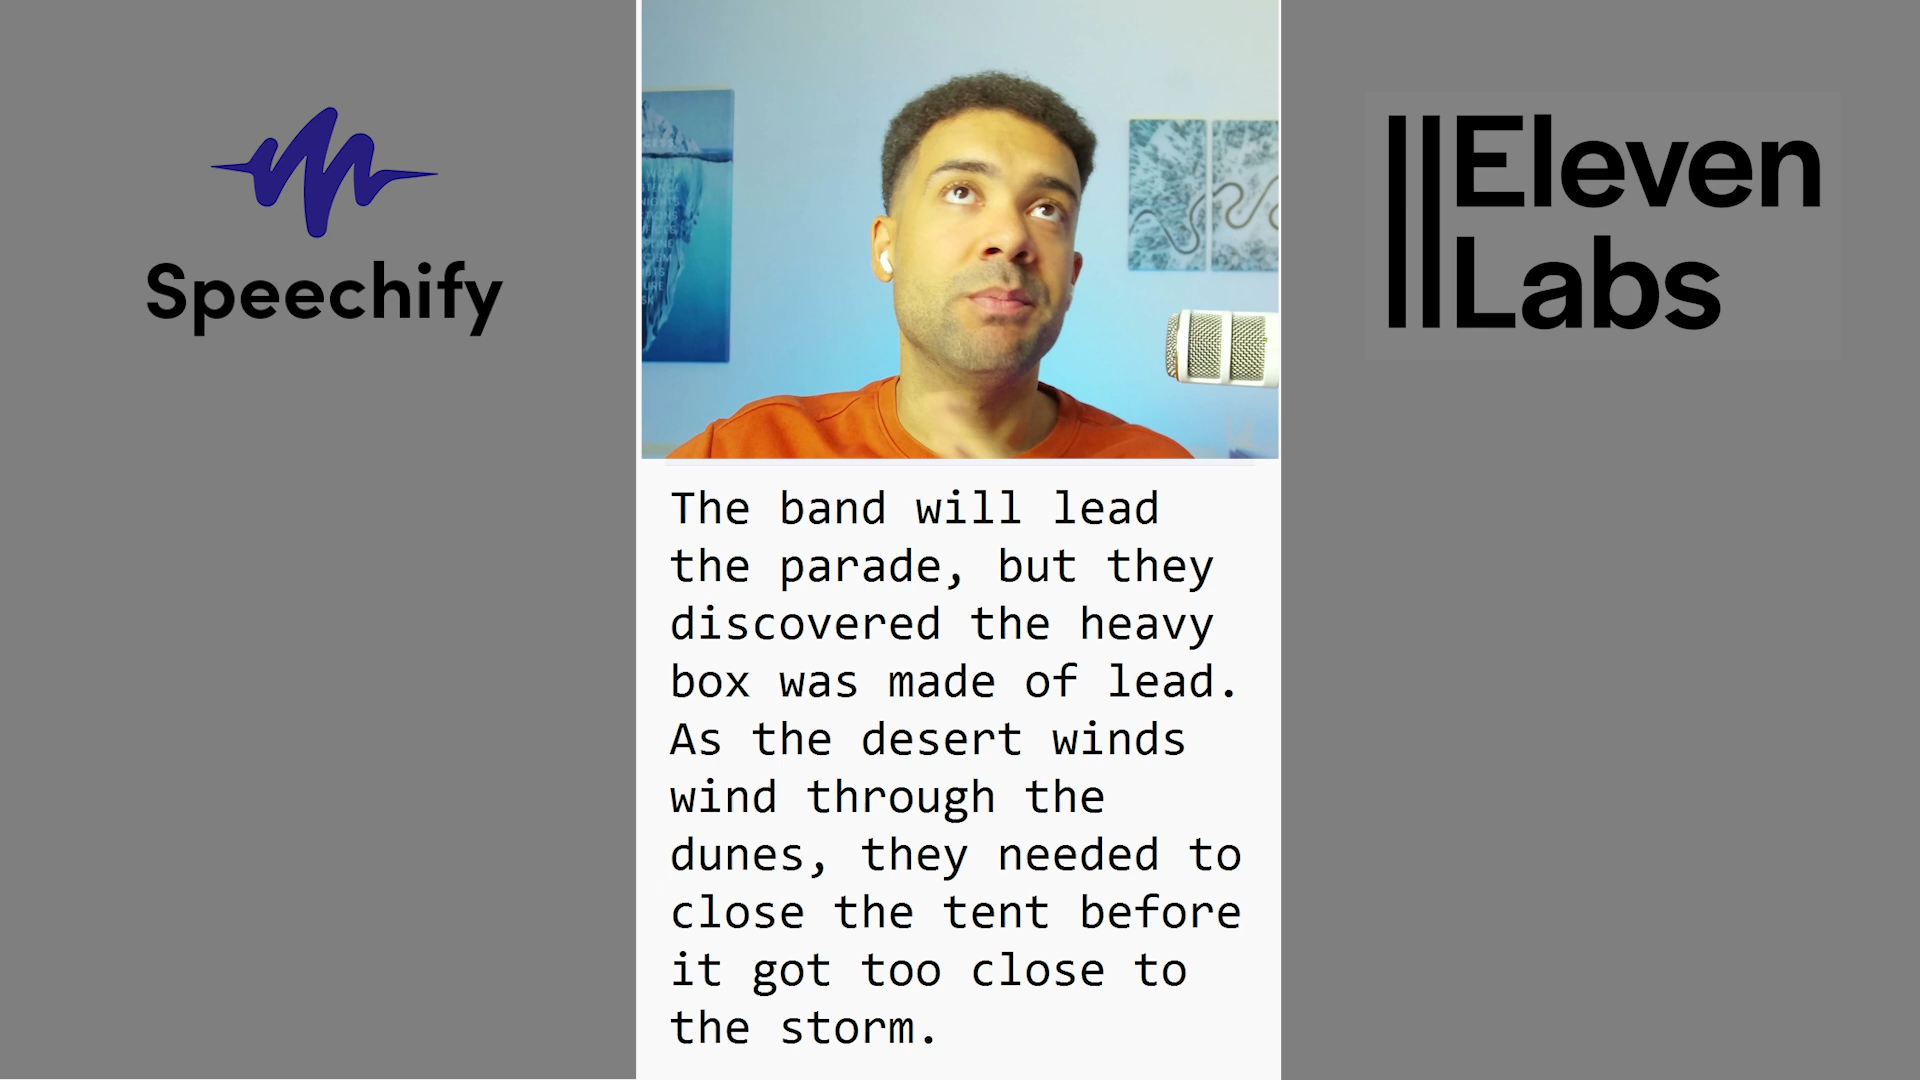 Speechify
Eleven
Labs
The band will lead
the parade, but they
discovered the heavy
box was made of lead.
As the desert winds
wind through the
dunes, they needed to
close the tent before
it got too close to
the storm.